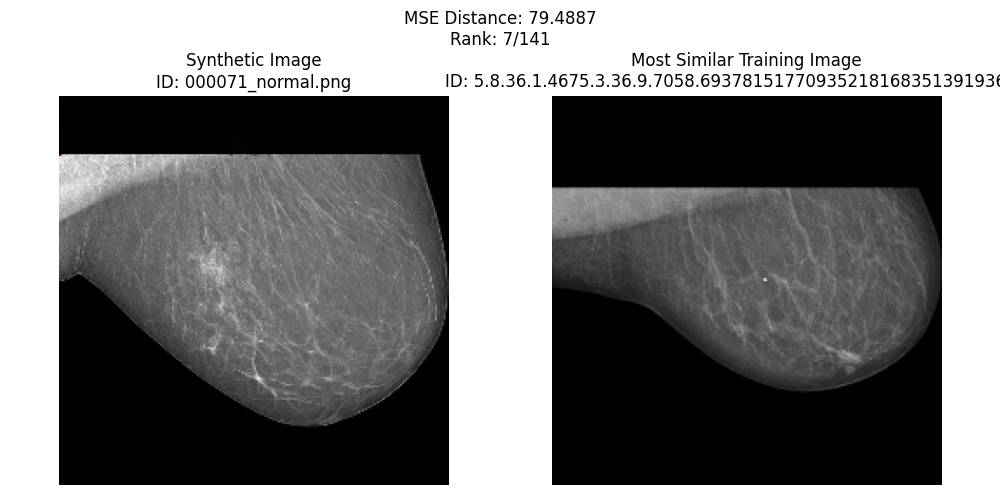 MSE Distance: 79.4887
Rank: 7/141
Synthetic Image
ID: 000071_normal.png
Most Similar Training Image
ID: 5.8.36.1.4675.3.36.9.7058.69378151770935218168351391936